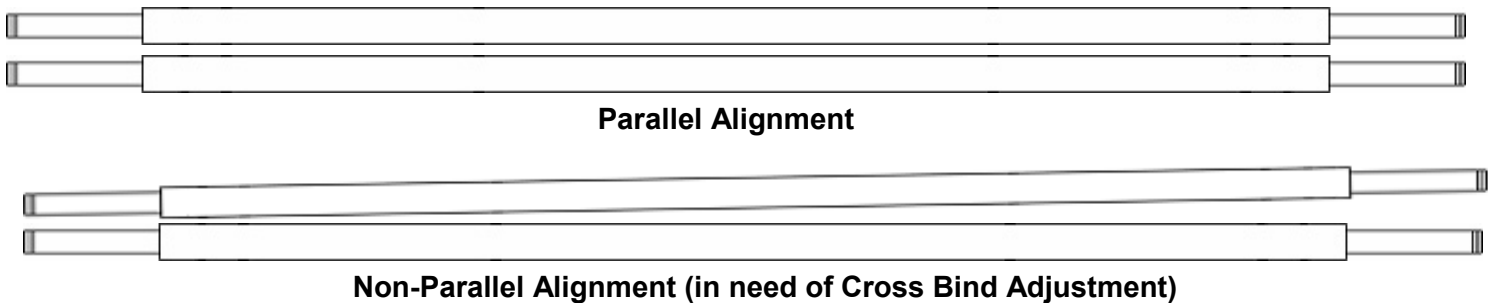 Parallel Alignment
Non-Parallel Alignment (in need of Cross Bind Adjustment)